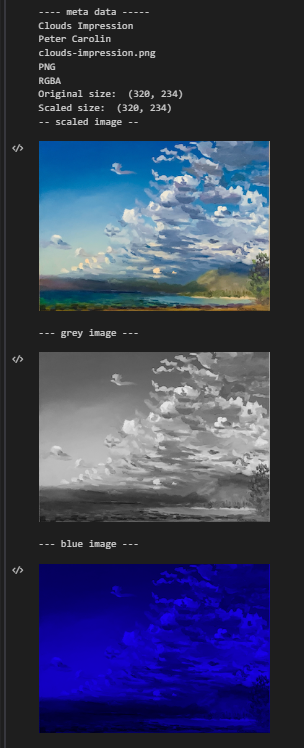 ---- meta data -----
Clouds Impression
Peter Carolin
clouds-impression.png
PNG
RGBA
Original size:  (320, 234)
Scaled size:  (320, 234)
-- scaled image --
</>
--- grey image ---
</>
--- blue image ---
</>